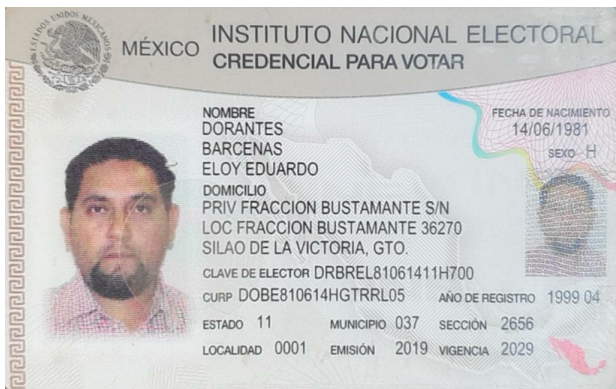 ESTADOS UNIDOS MEXICANOS
MÉXICO INSTITUTO NACIONAL ELECTORAL
CREDENCIAL PARA VOTAR
NOMBRE
DORANTES
BARCENAS
ELOY EDUARDO
FECHA DE NACIMIENTO
14/06/1981
SEXO H
DOMICILIO
PRIV FRACCION BUSTAMANTE S/N
LOC FRACCION BUSTAMANTE 36270
SILAO DE LA VICTORIA, GTO.
CLAVE DE ELECTOR DRBREL81061411H700
CURP DOBE810614HGTRRL05 AÑO DE REGISTRO 1999 04
ESTADO 11 MUNICIPIO 037 SECCIÓN 2656
LOCALIDAD 0001 EMISIÓN 2019 VIGENCIA 2029